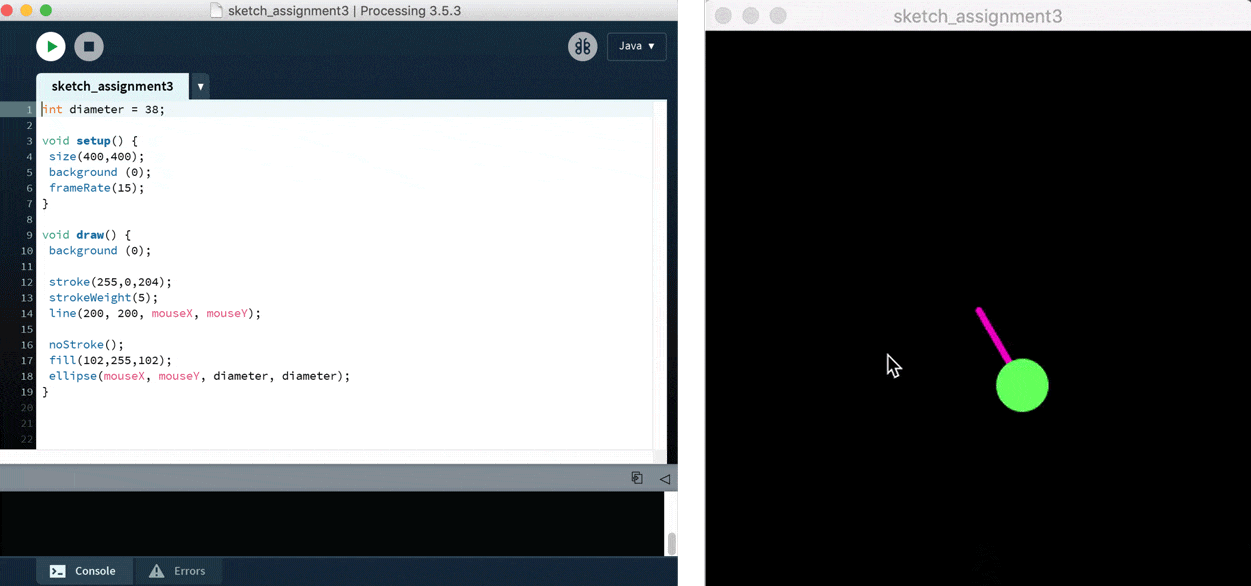 sketch_assignment3 | Processing 3.5.3
Java ▼
sketch_assignment3 ▼
1 int diameter = 38;
2
3 void setup() {
4 size(400,400);
5 background (0);
6 frameRate(15);
7 }
8
9 void draw() {
10 background (0);
11
12 stroke(255,0,204);
13 strokeWeight(5);
14 line(200, 200, mouseX, mouseY);
15
16 noStroke();
17 fill(102,255,102);
18 ellipse(mouseX, mouseY, diameter, diameter);
19 }
20
21
22
Console
Errors
sketch_assignment3